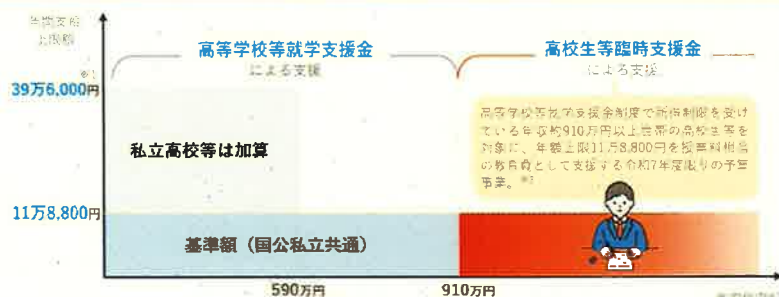 年間支給
上限額
高等学校等就学支援金
による支援
高校生等臨時支援金
による支援
※1
39万6,000円
高等学校等就学支援金制度で所得制限を受け
ている年収約910万円以上世帯の高校生等を
対象に、年額上限11万8,800円を授業料相当
の教育費として支援する令和7年度限りの予算
事業。
私立高校等は加算
11万8,800円
基準額（国公私立共通）
590万円
910万円